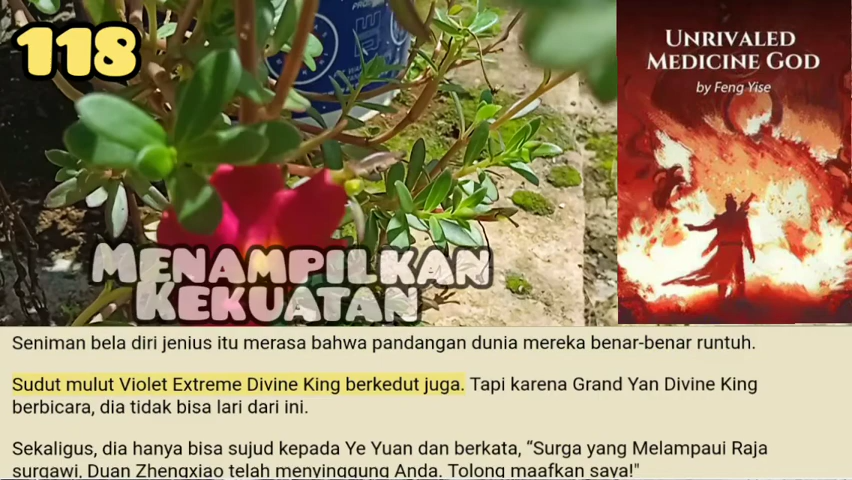 118
UNRIVALED
MEDICINE GOD
by Feng Yise
MENAMPILKAN
KEKUATAN
Seniman bela diri jenius itu merasa bahwa pandangan dunia mereka benar-benar runtuh.
Sudut mulut Violet Extreme Divine King berkedut juga. Tapi karena Grand Yan Divine King
berbicara, dia tidak bisa lari dari ini.
Sekaligus, dia hanya bisa sujud kepada Ye Yuan dan berkata, “Surga yang Melampaui Raja
surgawi, Duan Zhengxiao telah menyinggung Anda. Tolong maafkan saya!"